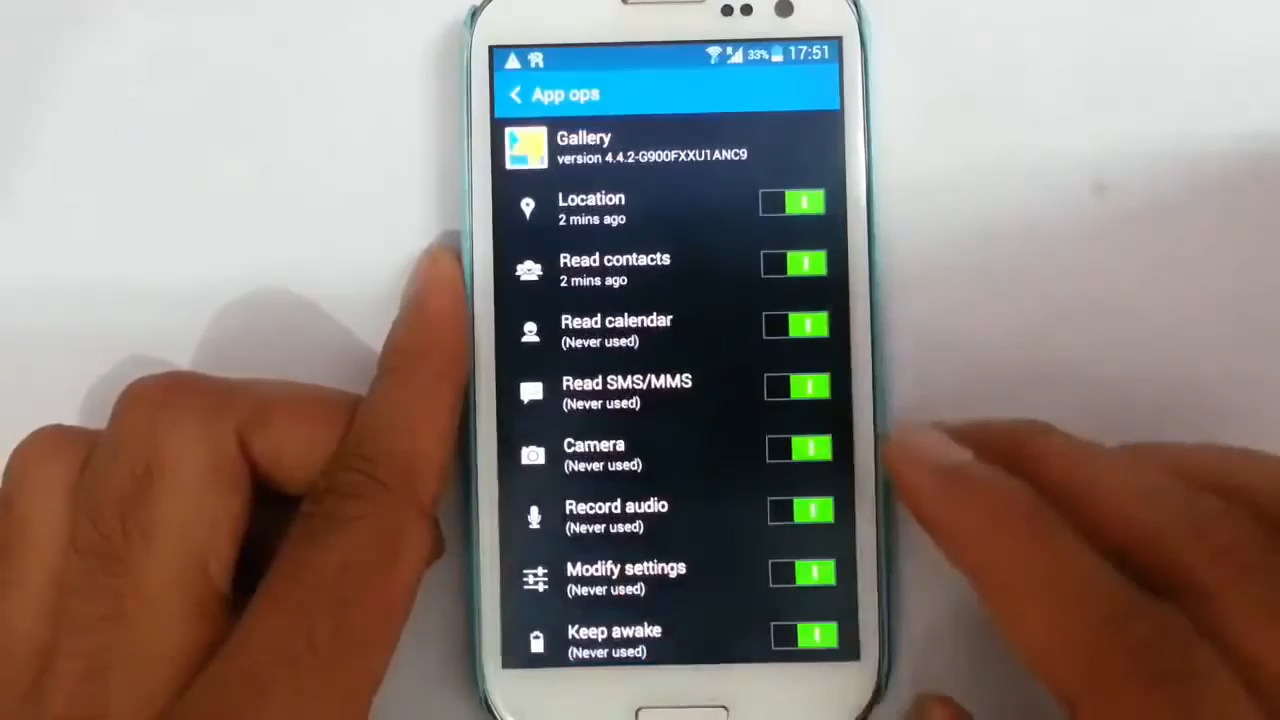 R 33% 17:51
App ops
Gallery
version 4.4.2-G900FXXU1ANC9
Location
2 mins ago
Read contacts
2 mins ago
Read calendar
(Never used)
Read SMS/MMS
(Never used)
Camera
(Never used)
Record audio
(Never used)
Modify settings
(Never used)
Keep awake
(Never used)